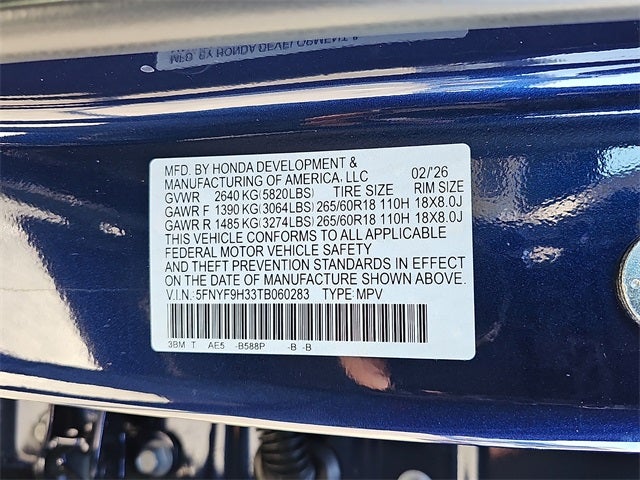 MFD. BY HONDA DEVELOPMENT &
MANUFACTURING OF AMERICA, LLC 02/'26
GVWR 2640 KG (5820LBS) TIRE SIZE RIM SIZE
GAWR F 1390 KG (3064LBS) 265/60R18 110H 18X8.0J
GAWR R 1485 KG (3274LBS) 265/60R18 110H 18X8.0J
THIS VEHICLE CONFORMS TO ALL APPLICABLE
FEDERAL MOTOR VEHICLE SAFETY
AND THEFT PREVENTION STANDARDS IN EFFECT
ON THE DATE OF MANUFACTURE SHOWN ABOVE.
V.I.N.: 5FNYF9H33TB060283 TYPE: MPV
3BM T AE5 -B588P -B -B